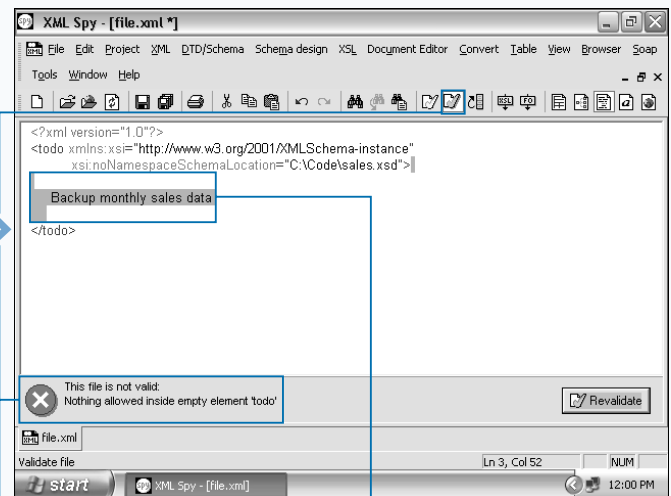 XML Spy - [file.xml *]
File Edit Project XML DTD/Schema Schema design XSL Document Editor Convert Table View Browser Soap
Tools Window Help
<?xml version="1.0"?>
<todo xmlns:xsi="http://www.w3.org/2001/XMLSchema-instance"
xsi:noNamespaceSchemaLocation="C:\Code\sales.xsd">
Backup monthly sales data
</todo>
This file is not valid:
Nothing allowed inside empty element 'todo'
Revalidate
file.xml
Validate file Ln 3, Col 52 NUM
start XML Spy - [file.xml] 12:00 PM